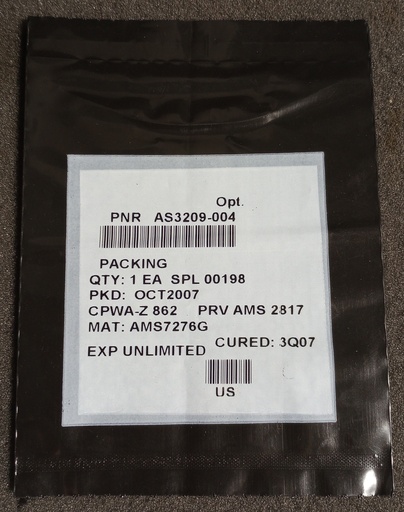 Opt.
PNR AS3209-004
PACKING
QTY: 1 EA SPL 00198
PKD: OCT2007
CPWA-Z 862 PRV AMS 2817
MAT: AMS7276G
EXP UNLIMITED CURED: 3Q07
US